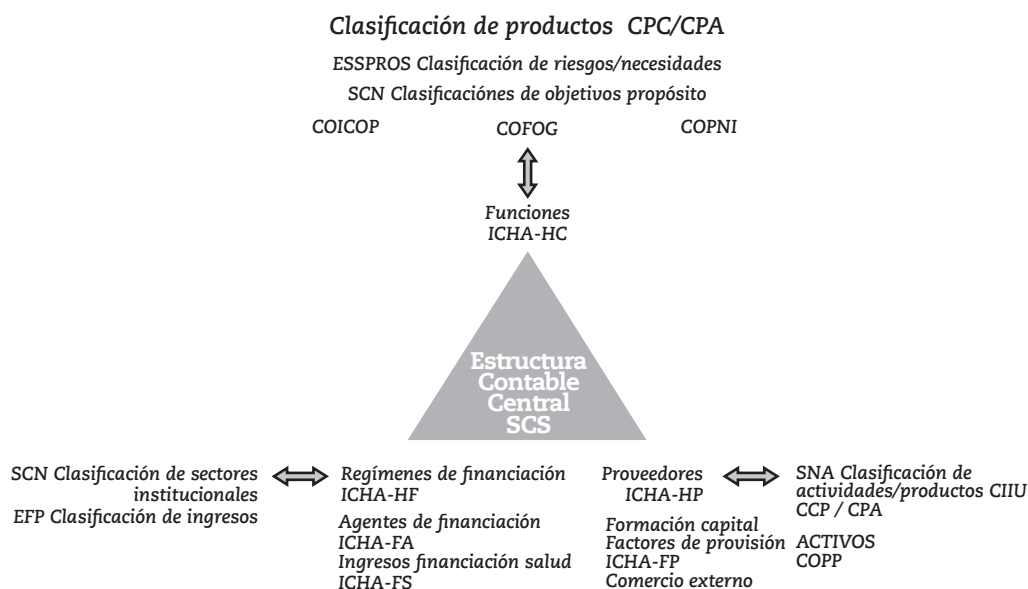 Clasificación de productos CPC/CPA
ESSPROS Clasificación de riesgos/necesidades
SCN Clasificaciónes de objetivos propósito
COICOP COFOG COPNI
Funciones
ICHA-HC
Estructura
Contable
Central
SCS
SCN Clasificación de sectores
institucionales
EFP Clasificación de ingresos
Regímenes de financiación
ICHA-HF
Agentes de financiación
ICHA-FA
Ingresos financiación salud
ICHA-FS
Proveedores
ICHA-HP
Formación capital
Factores de provisión
ICHA-FP
Comercio externo
SNA Clasificación de
actividades/productos CIIU
CCP / CPA
ACTIVOS
COPP